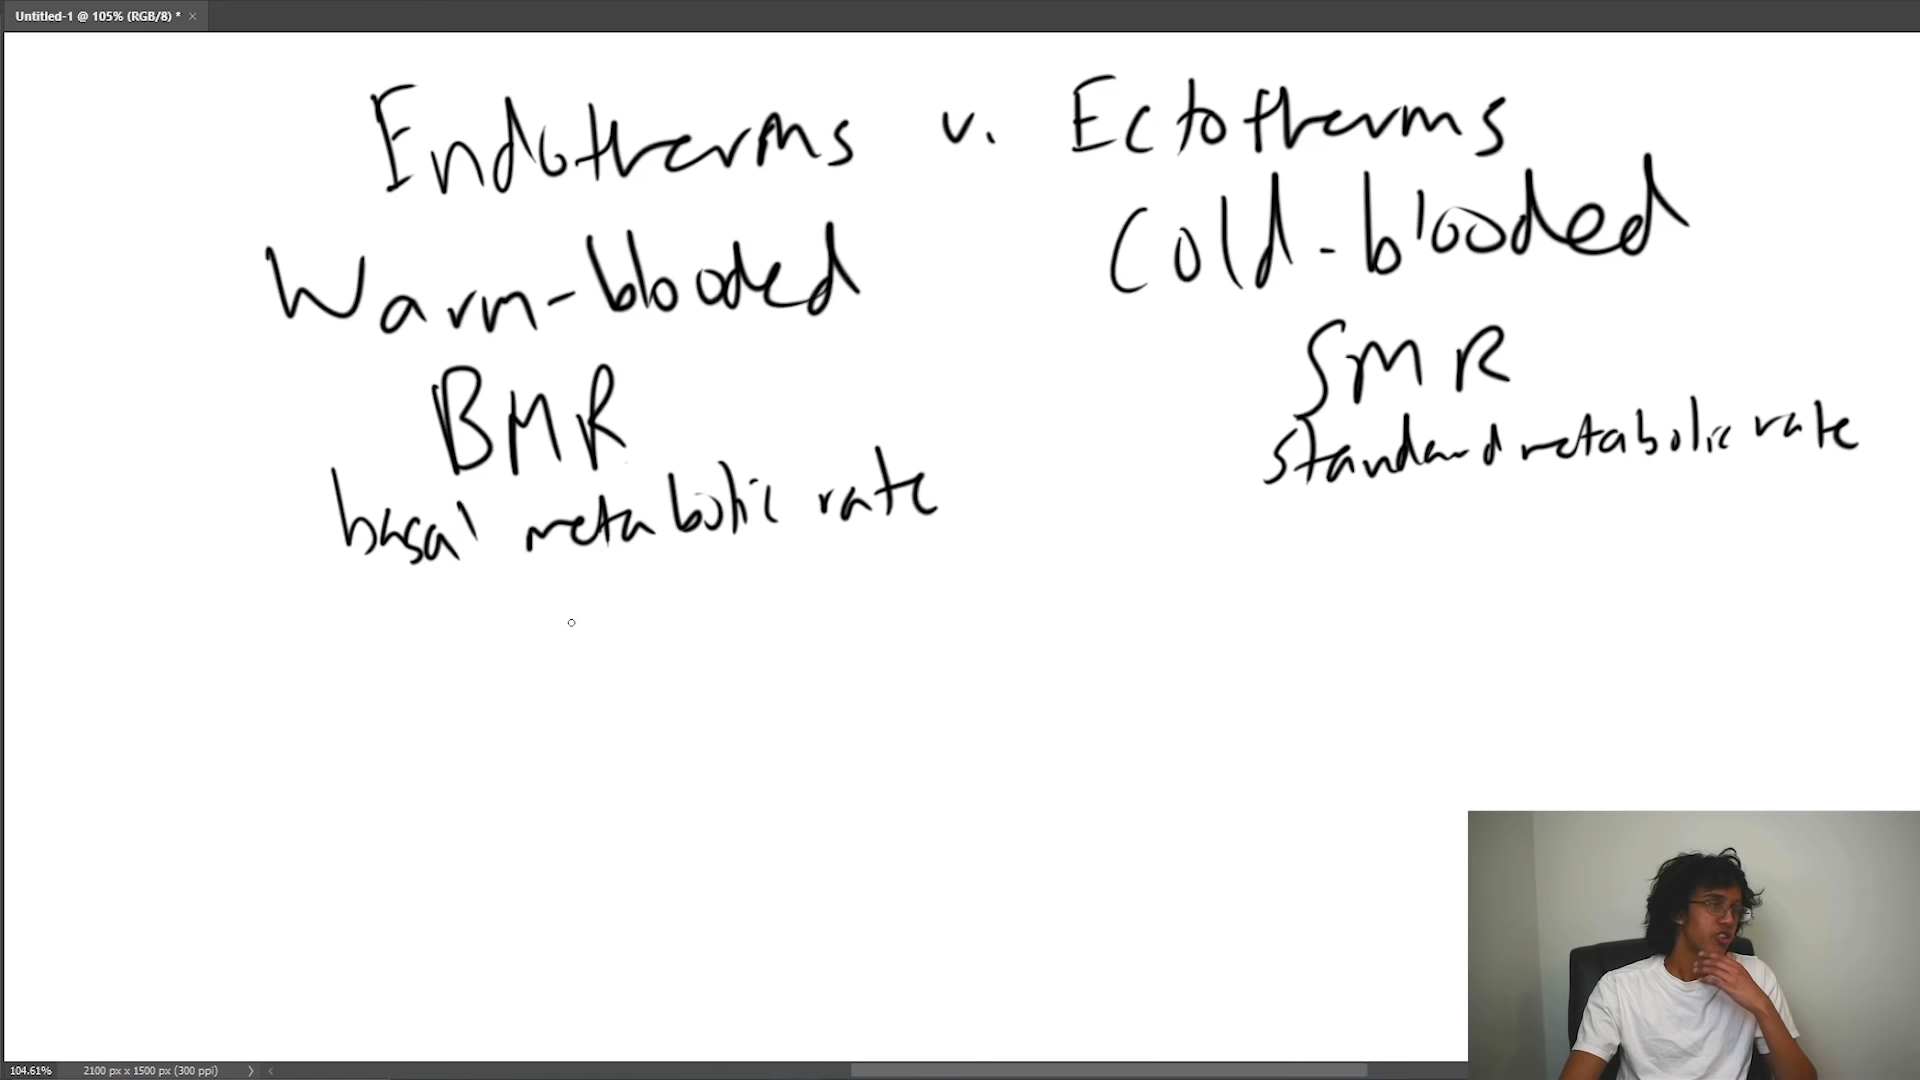 Untitled-1 @ 105% (RGB/8) * ×
Endotherms v. Ectotherms
Warm-blooded
Cold-blooded
BMR
SMR
basal metabolic rate
standard metabolic rate
104.61% 2100 px x 1500 px (300 ppi)